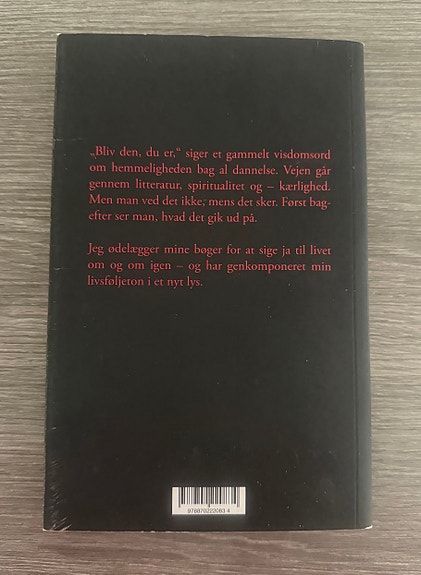 „Bliv den, du er,“ siger et gammelt visdomsord
om hemmeligheden bag al dannelse. Vejen går
gennem litteratur, spiritualitet og – kærlighed.
Men man ved det ikke, mens det sker. Først bag-
efter ser man, hvad det gik ud på.
Jeg ødelægger mine bøger for at sige ja til livet
om og om igen – og har genkomponeret min
livsføljeton i et nyt lys.
9788702220834